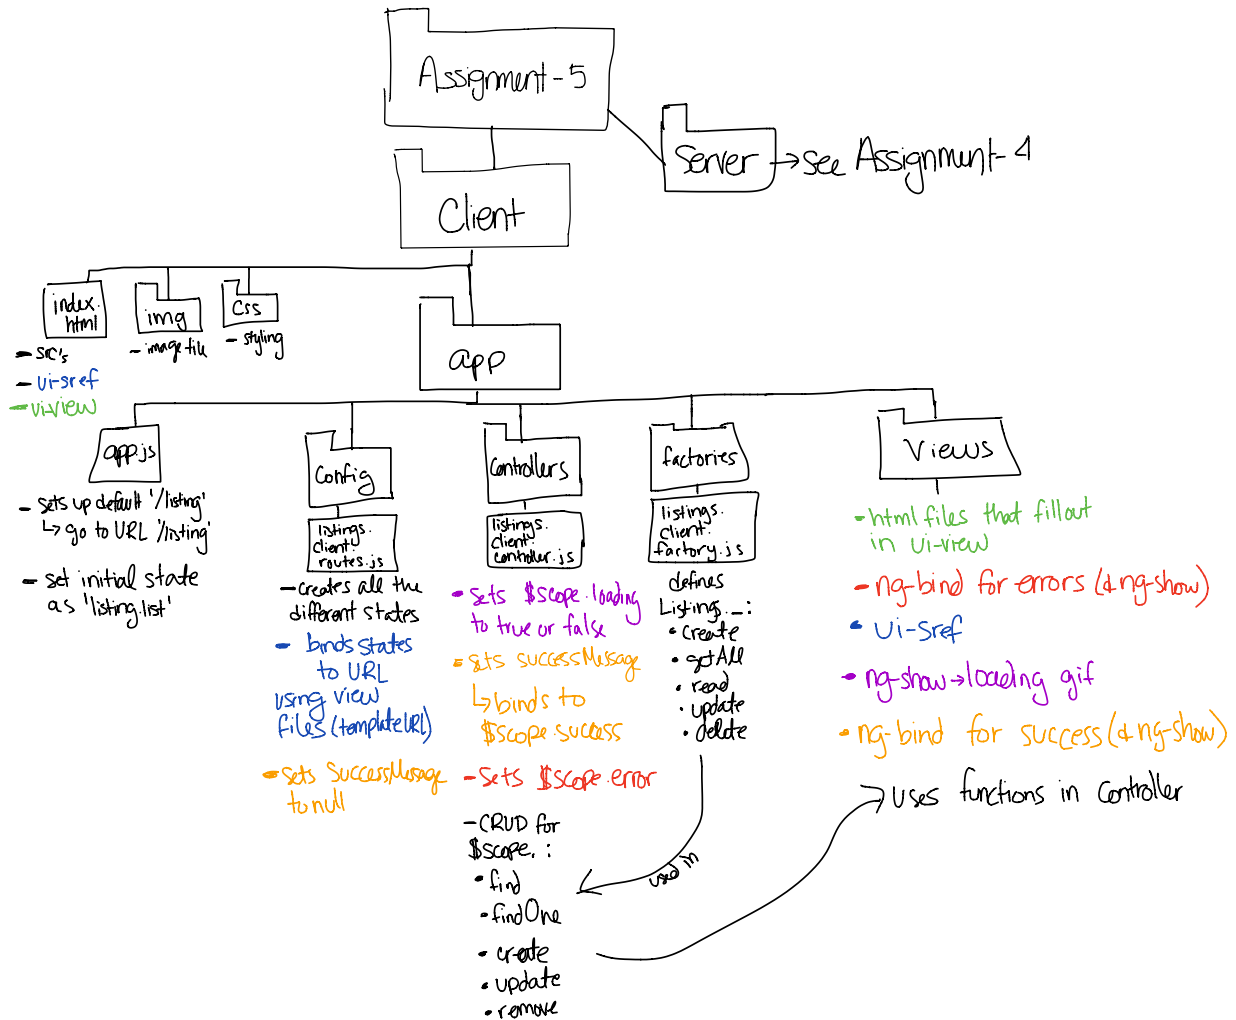 Assignment-5
Server → see Assignment-4
Client
index.
html
- src's
- ui-sref
- ui-view
img
- image file
css
- styling
app
app.js
- sets up default '/listing'
↳ go to URL '/listing'
- set initial state
as 'listing.list'
Config
listings.
client.
routes.js
- creates all the
different states
- binds states
to URL
using view
files (templateURL)
- sets successMessage
to null
Controllers
listings.
client.
controller.js
• sets $scope.loading
to true or false
- sets successMessage
↳ binds to
$scope.success
- sets $scope.error
- CRUD for
$scope. :
• find
• findOne
• create
• update
• remove
factories
listings.
client.
factory.js
defines
Listings._:
• create
• getAll
• read
• update
• delete
used in
Views
- html files that fill out
in ui-view
- ng-bind for errors (& ng-show)
• ui-sref
- ng-show → loading gif
• ng-bind for success (& ng-show)
uses functions in controller